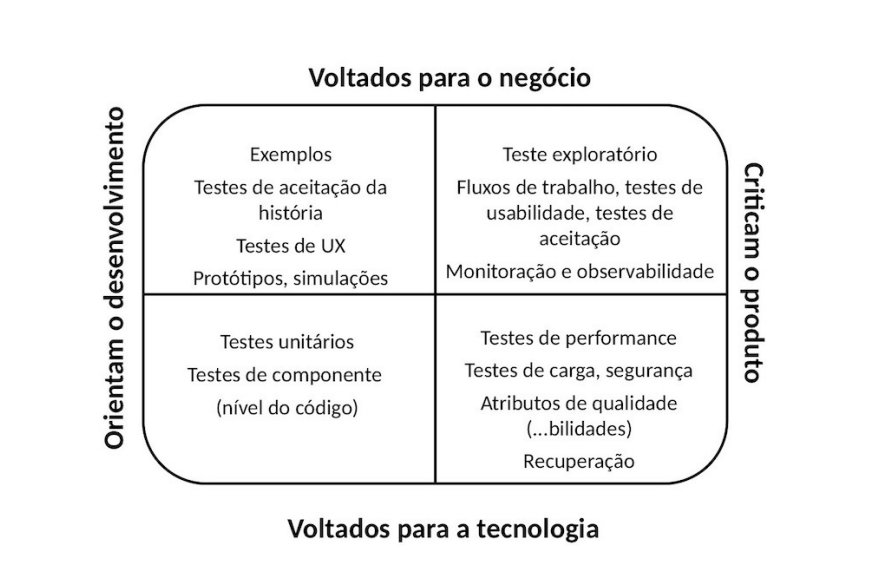 Voltados para o negócio
Orientam o desenvolvimento
Exemplos
Testes de aceitação da
história
Testes de UX
Protótipos, simulações
Teste exploratório
Fluxos de trabalho, testes de
usabilidade, testes de
aceitação
Monitoração e observabilidade
Criticam o produto
Testes unitários
Testes de componente
(nível do código)
Testes de performance
Testes de carga, segurança
Atributos de qualidade
(...bilidades)
Recuperação
Voltados para a tecnologia